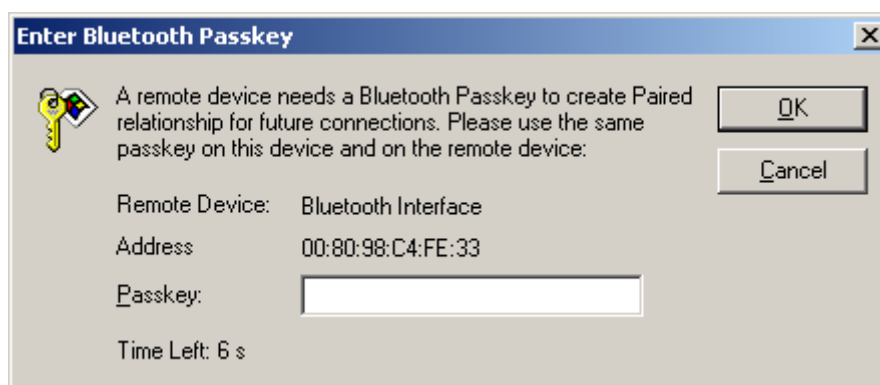 Enter Bluetooth Passkey
A remote device needs a Bluetooth Passkey to create Paired
relationship for future connections. Please use the same
passkey on this device and on the remote device:
OK
Cancel
Remote Device: Bluetooth Interface
Address 00:80:98:C4:FE:33
Passkey:
Time Left: 6 s